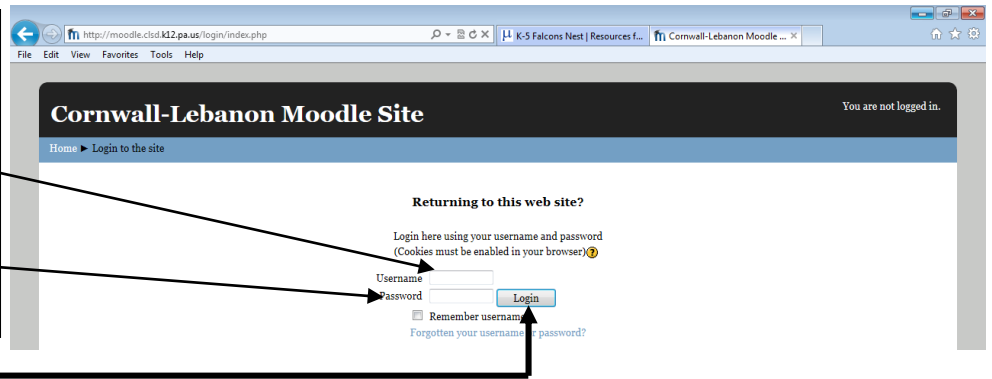 http://moodle.clsd.k12.pa.us/login/index.php
K-5 Falcons Nest | Resources f...
Cornwall-Lebanon Moodle ...
File Edit View Favorites Tools Help
Cornwall-Lebanon Moodle Site
You are not logged in.
Home ► Login to the site
Returning to this web site?
Login here using your username and password
(Cookies must be enabled in your browser)?
Username
Password
Login
Remember username
Forgotten your username or password?